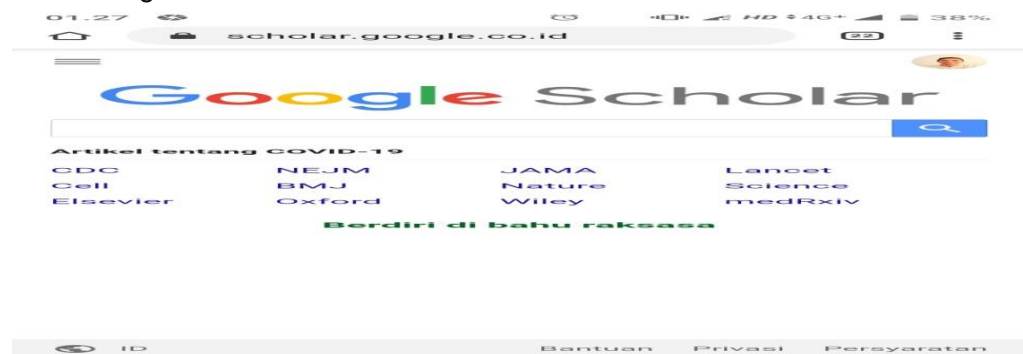 01.27 HD 4G+ 38%
scholar.google.co.id 22
Google Scholar
Artikel tentang COVID-19
CDC NEJM JAMA Lancet
Cell BMJ Nature Science
Elsevier Oxford Wiley medRxiv
Berdiri di bahu raksasa
ID Bantuan Privasi Persyaratan